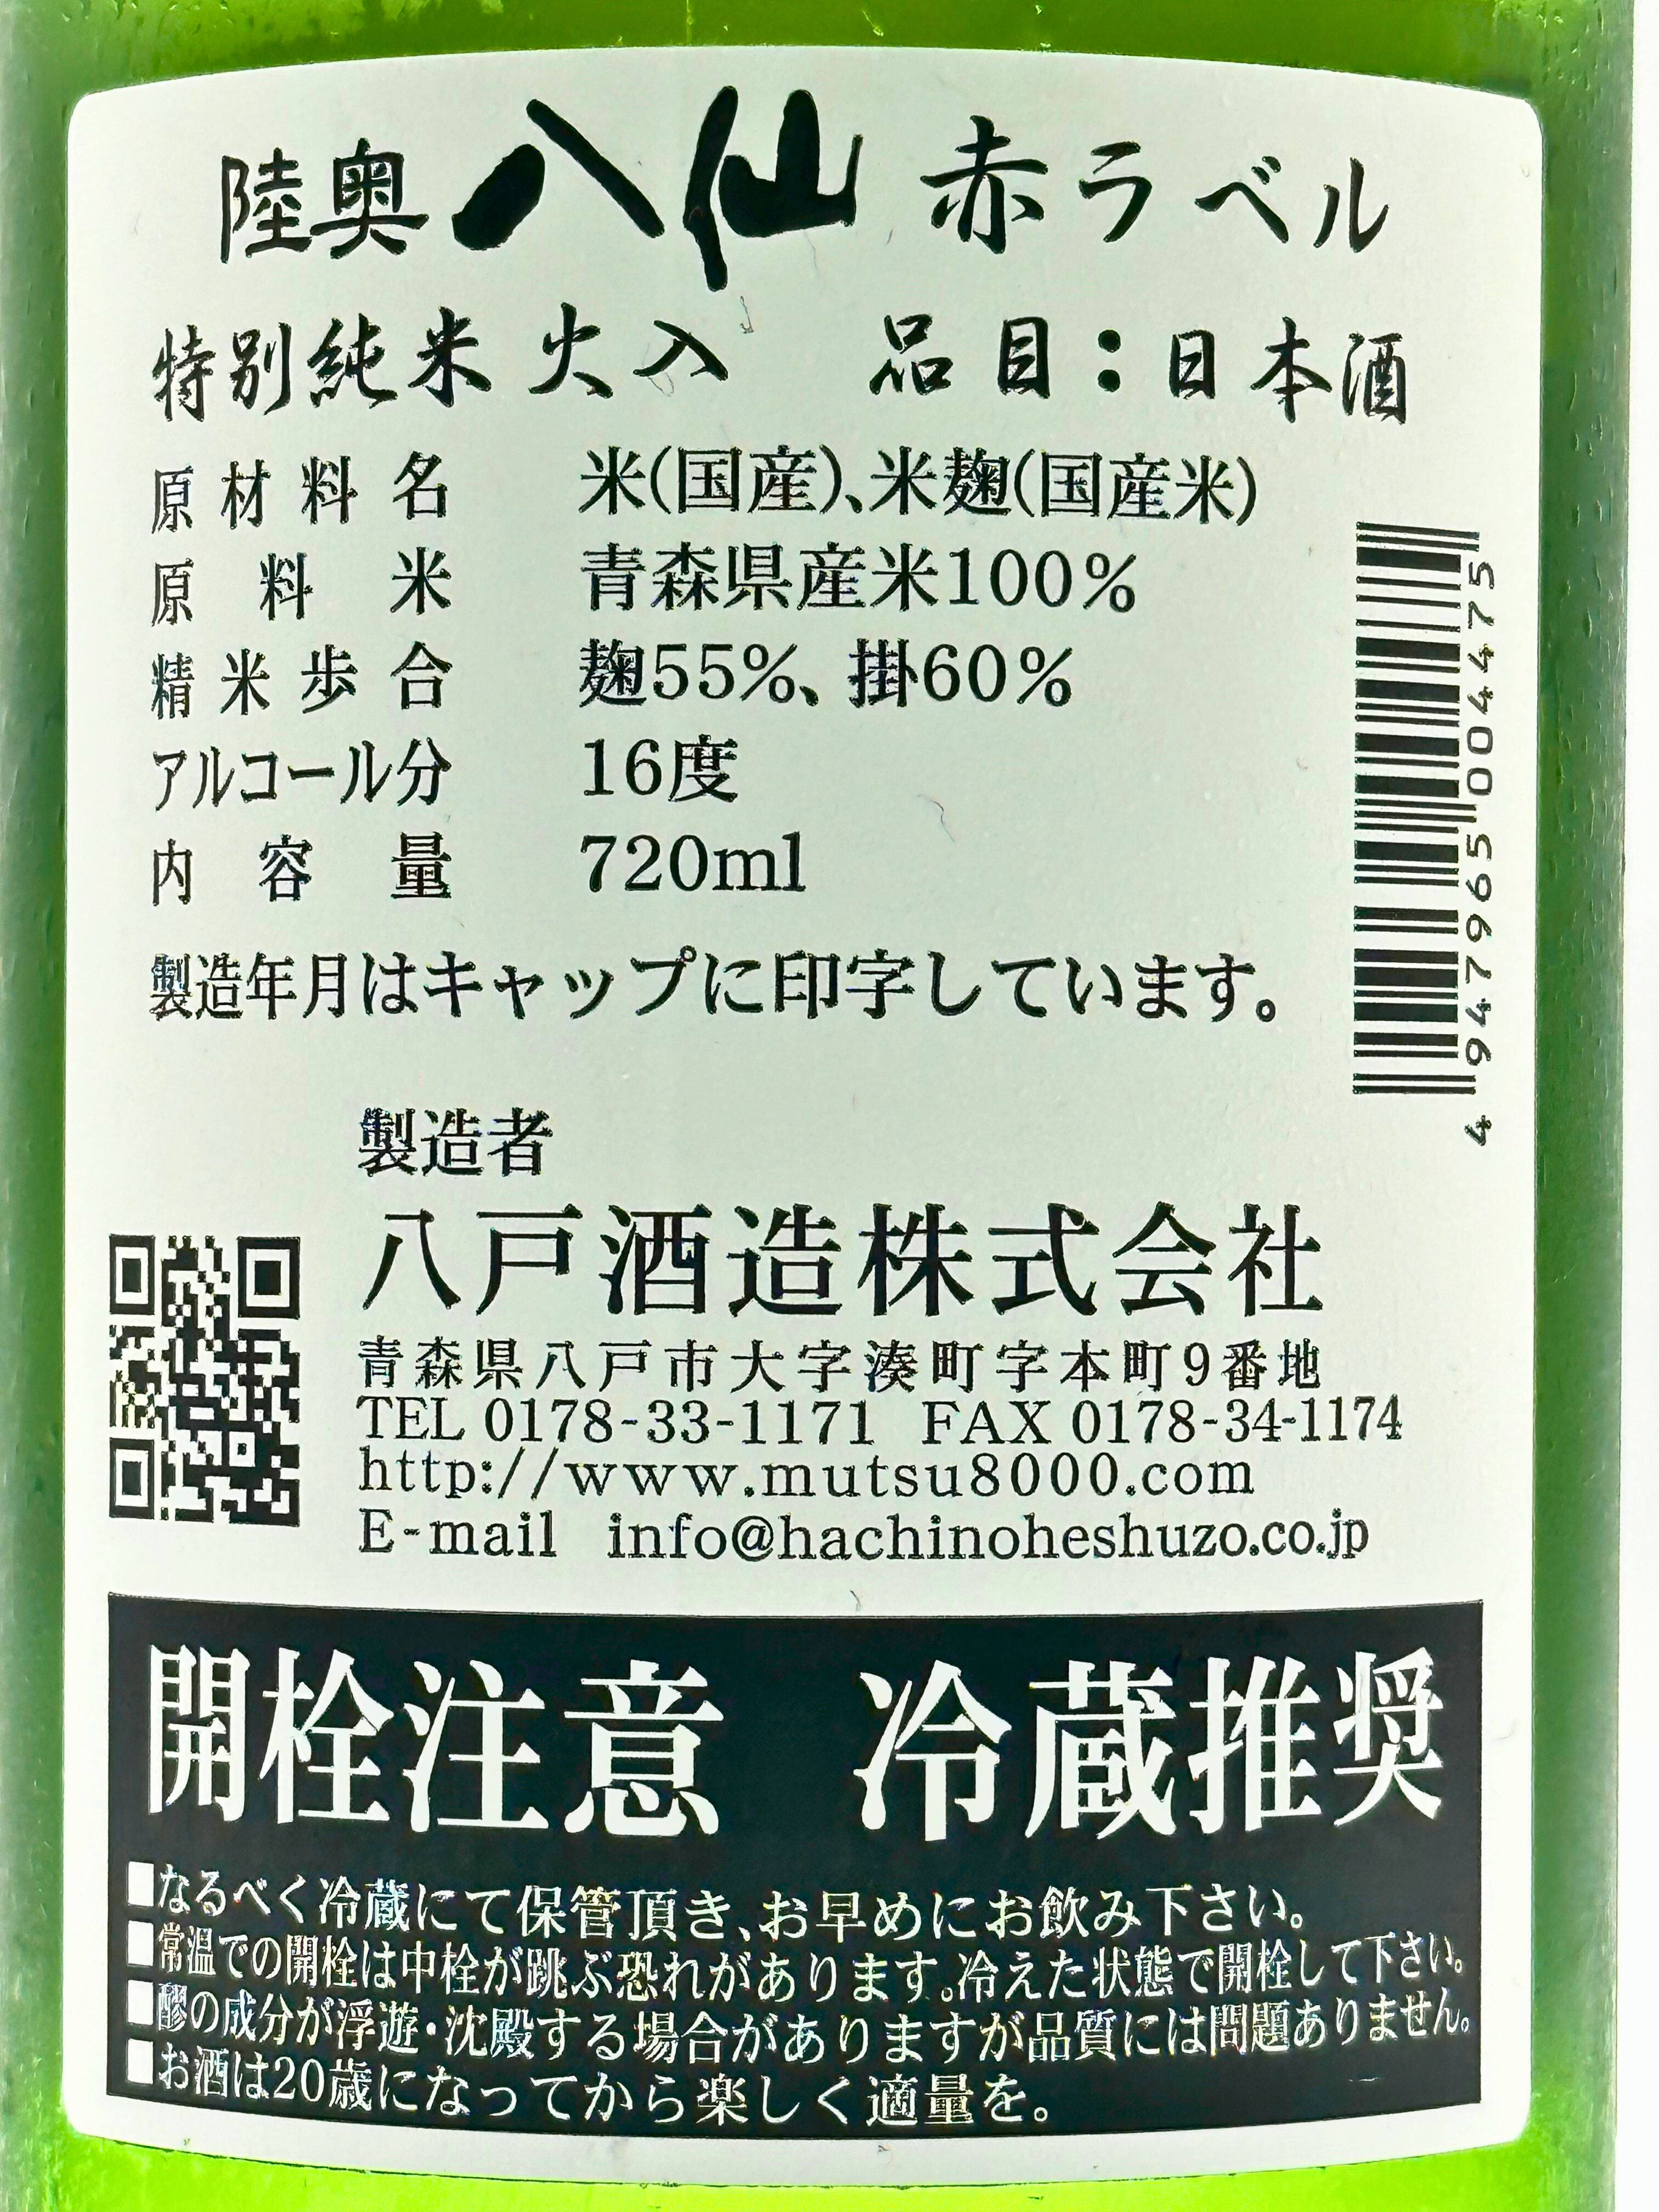 陸奥八仙 赤ラベル
特別純米 火入 品目：日本酒
原材料名 米(国産)、米麹(国産米)
原料米 青森県産米100％
精米歩合 麹55％、掛60％
アルコール分 16度
内容量 720ml
製造年月はキャップに印字しています。
4 947965 004475
製造者
八戸酒造株式会社
青森県八戸市大字湊町字本町9番地
TEL 0178-33-1171 FAX 0178-34-1174
http://www.mutsu8000.com
E-mail info@hachinoheshuzo.co.jp
開栓注意 冷蔵推奨
■なるべく冷蔵にて保管頂き、お早めにお飲み下さい。
■常温での開栓は中栓が跳ぶ恐れがあります。冷えた状態で開栓して下さい。
■醪の成分が浮遊・沈殿する場合がありますが品質には問題ありません。
■お酒は20歳になってから楽しく適量を。